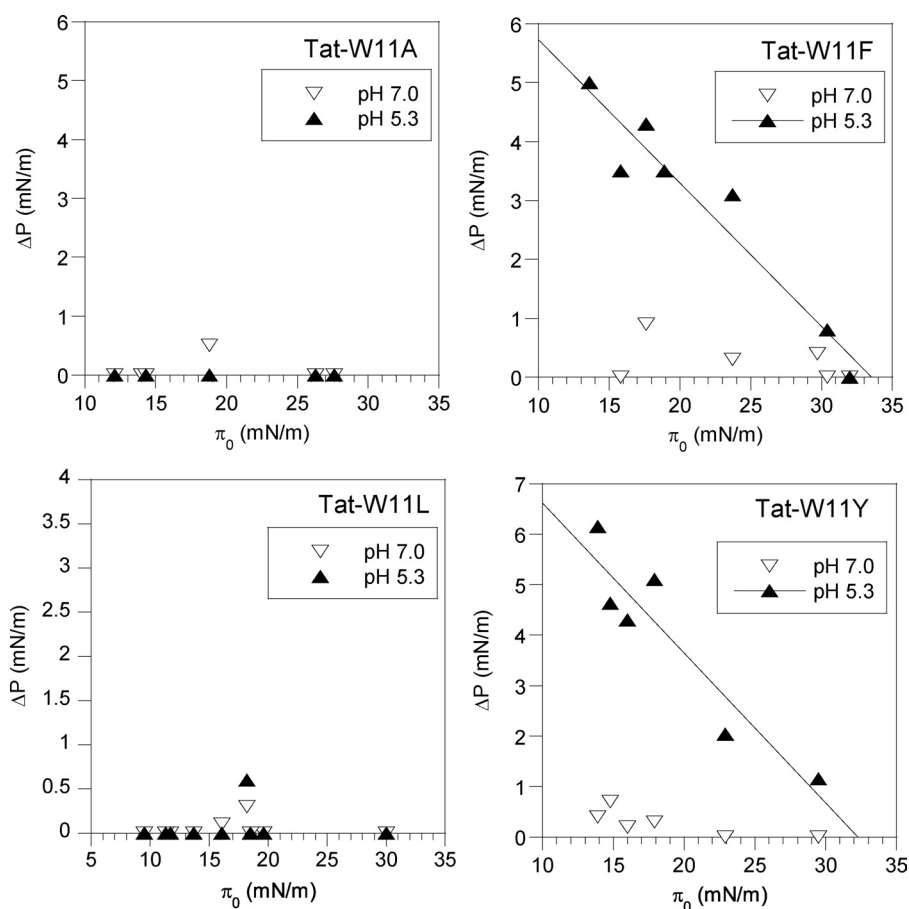 Tat-W11A
pH 7.0
pH 5.3
6
5
4
3
2
1
0
ΔP (mN/m)
10 15 20 25 30 35
π0 (mN/m)
Tat-W11F
pH 7.0
pH 5.3
6
5
4
3
2
1
0
ΔP (mN/m)
10 15 20 25 30 35
π0 (mN/m)
Tat-W11L
pH 7.0
pH 5.3
4
3.5
3
2.5
2
1.5
1
0.5
0
ΔP (mN/m)
5 10 15 20 25 30 35
π0 (mN/m)
Tat-W11Y
pH 7.0
pH 5.3
7
6
5
4
3
2
1
0
ΔP (mN/m)
10 15 20 25 30 35
π0 (mN/m)